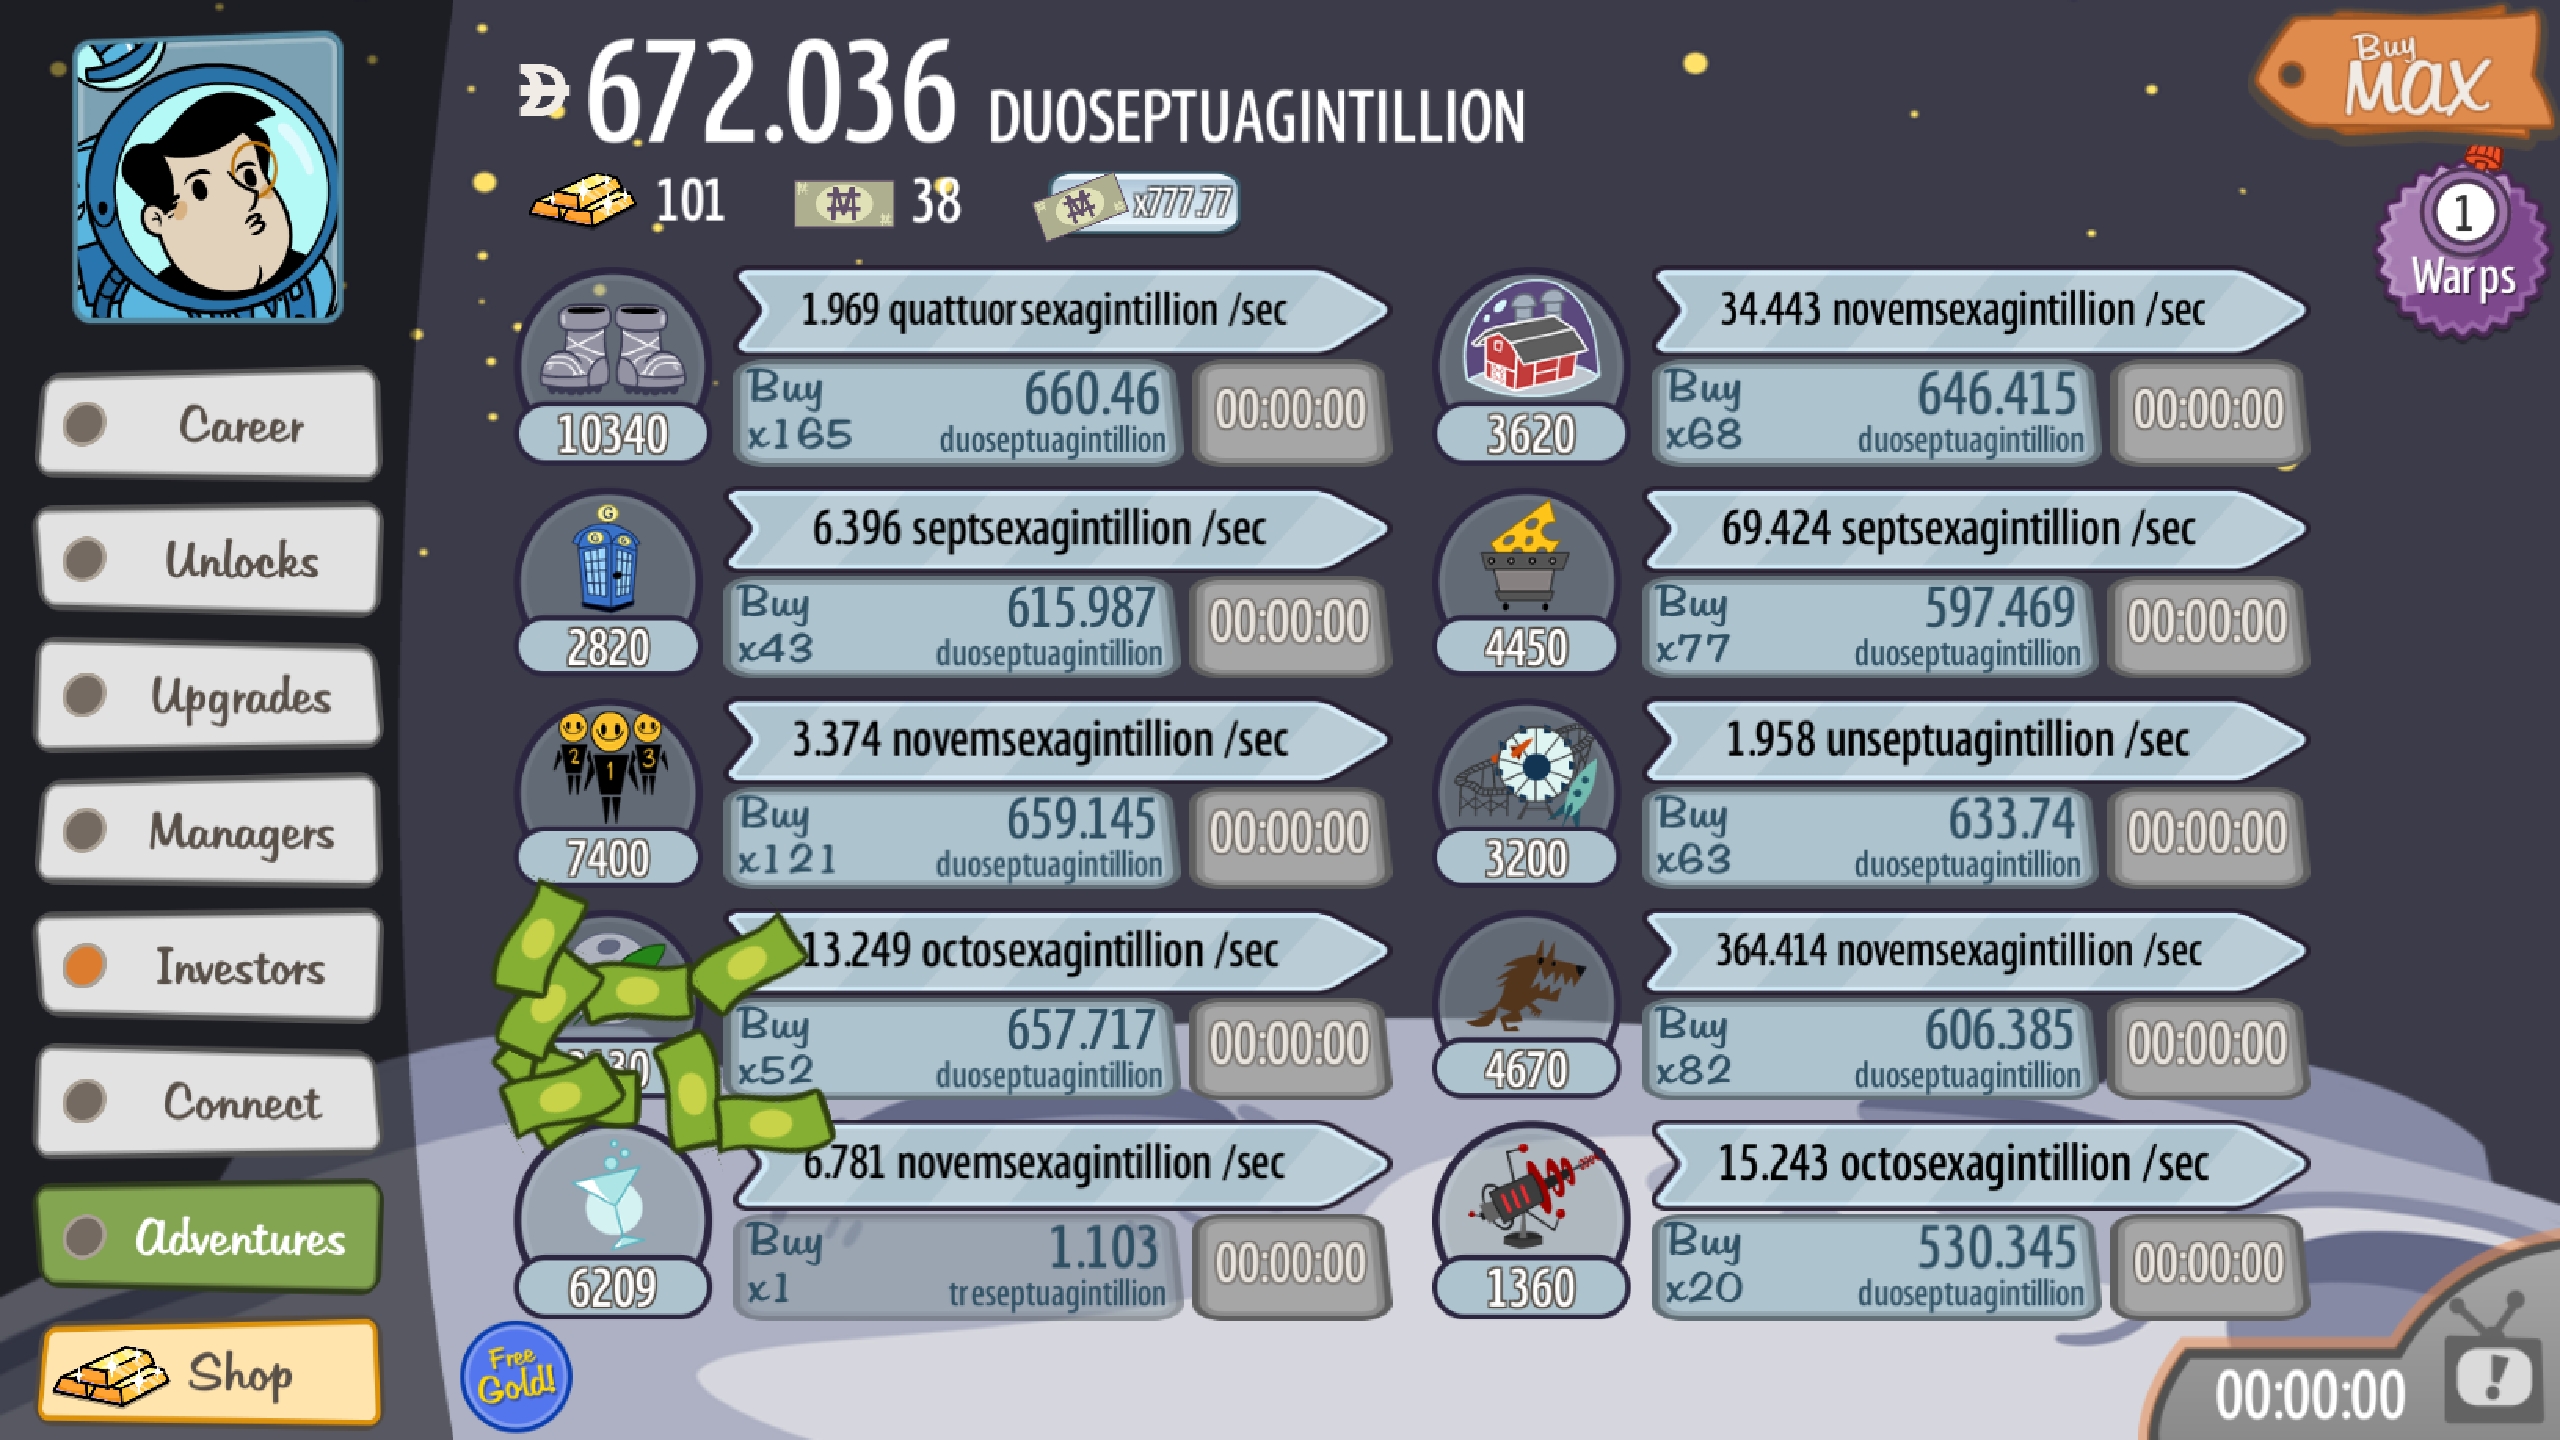 672.036 DUOSEPTUAGINTILLION
Buy
MAX
101
38
x777.77
1
Warps
Career
Unlocks
Upgrades
Managers
Investors
Connect
Adventures
Shop
1.969 quattuorsexagintillion /sec
Buy 660.46
x165 duoseptuagintillion
00:00:00
10340
34.443 novemsexagintillion /sec
Buy 646.415
x68 duoseptuagintillion
00:00:00
3620
G
G G
6.396 septsexagintillion /sec
Buy 615.987
x43 duoseptuagintillion
00:00:00
2820
69.424 septsexagintillion /sec
Buy 597.469
x77 duoseptuagintillion
00:00:00
4450
2 1 3
3.374 novemsexagintillion /sec
Buy 659.145
x121 duoseptuagintillion
00:00:00
7400
1.958 unseptuagintillion /sec
Buy 633.74
x63 duoseptuagintillion
00:00:00
3200
13.249 octosexagintillion /sec
Buy 657.717
x52 duoseptuagintillion
00:00:00
364.414 novemsexagintillion /sec
Buy 606.385
x82 duoseptuagintillion
00:00:00
4670
6.781 novemsexagintillion /sec
Buy 1.103
x1 treseptuagintillion
00:00:00
6209
15.243 octosexagintillion /sec
Buy 530.345
x20 duoseptuagintillion
00:00:00
1360
Free
Gold!
00:00:00
!